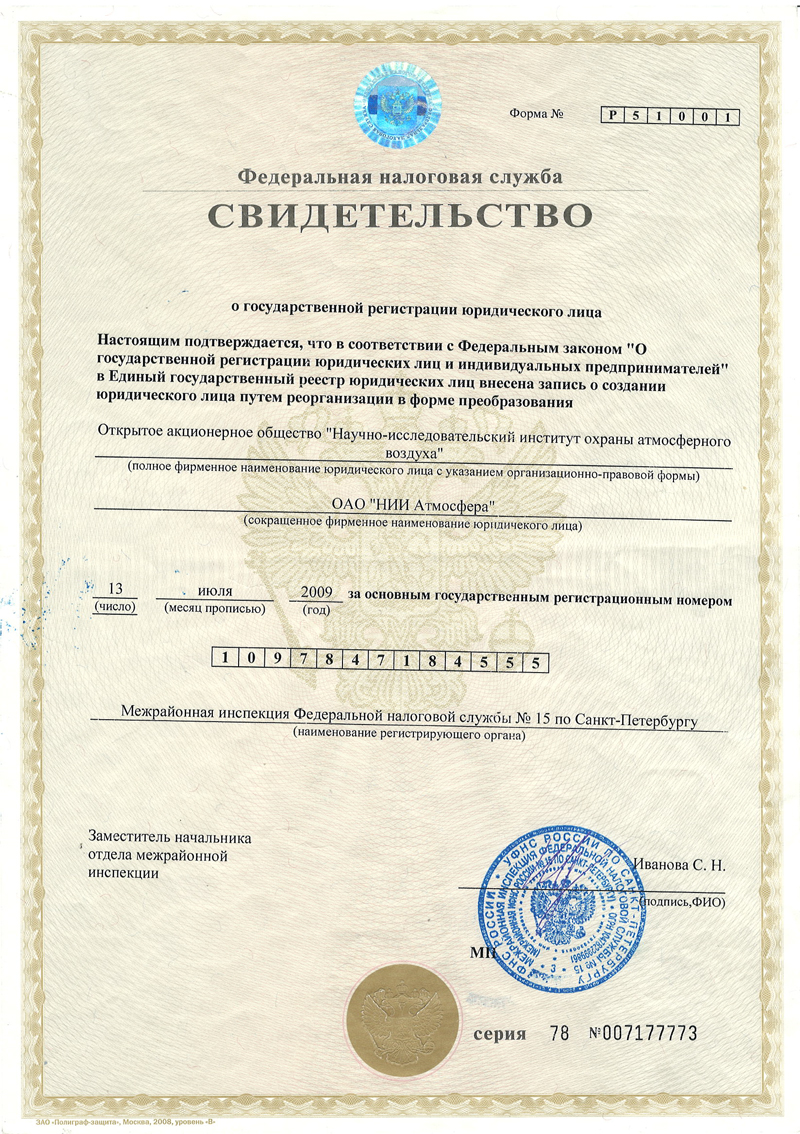 Форма №
Р 5 1 0 0 1
Федеральная налоговая служба
СВИДЕТЕЛЬСТВО
о государственной регистрации юридического лица
Настоящим подтверждается, что в соответствии с Федеральным законом "О
государственной регистрации юридических лиц и индивидуальных предпринимателей"
в Единый государственный реестр юридических лиц внесена запись о создании
юридического лица путем реорганизации в форме преобразования
Открытое акционерное общество "Научно-исследовательский институт охраны атмосферного
воздуха"
(полное фирменное наименование юридического лица с указанием организационно-правовой формы)
ОАО "НИИ Атмосфера"
(сокращенное фирменное наименование юридичекого лица)
13 июля 2009 за основным государственным регистрационным номером
(число) (месяц прописью) (год)
1 0 9 7 8 4 7 1 8 4 5 5 5
Межрайонная инспекция Федеральной налоговой службы № 15 по Санкт-Петербургу
(наименование регистрирующего органа)
Заместитель начальника
отдела межрайонной
инспекции
Иванова С. Н.
(подпись,ФИО)
МП
УФНС РОССИИ ПО САНКТ-ПЕТЕРБУРГУ
МЕЖРАЙОННАЯ ИНСПЕКЦИЯ ФЕДЕРАЛЬНОЙ НАЛОГОВОЙ СЛУЖБЫ № 15
серия 78 №007177773
ЗАО «Полиграф-защита», Москва, 2008, уровень «В»